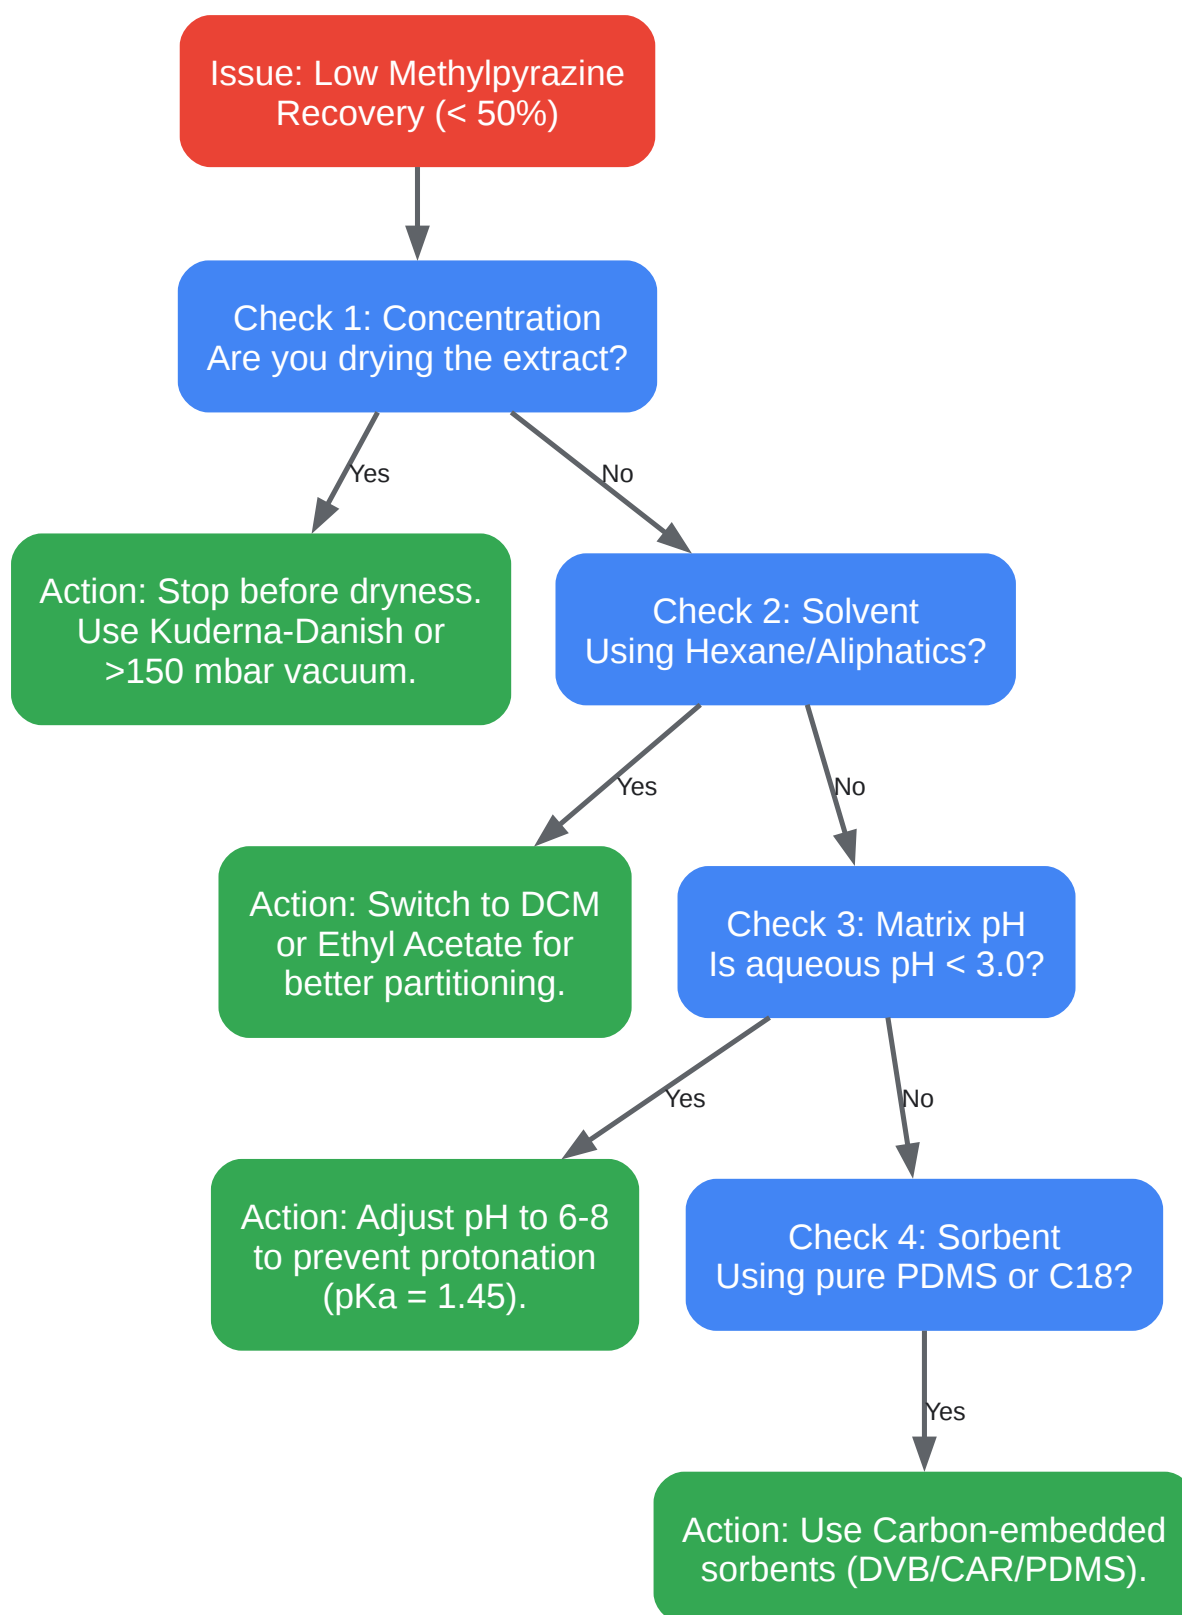 Issue: Low Methylpyrazine
Recovery (< 50%)
Check 1: Concentration
Are you drying the extract?
Yes
No
Action: Stop before dryness.
Use Kuderna-Danish or
>150 mbar vacuum.
Check 2: Solvent
Using Hexane/Aliphatics?
Yes
No
Action: Switch to DCM
or Ethyl Acetate for
better partitioning.
Check 3: Matrix pH
Is aqueous pH < 3.0?
Yes
No
Action: Adjust pH to 6-8
to prevent protonation
(pKa = 1.45).
Check 4: Sorbent
Using pure PDMS or C18?
Yes
Action: Use Carbon-embedded
sorbents (DVB/CAR/PDMS).